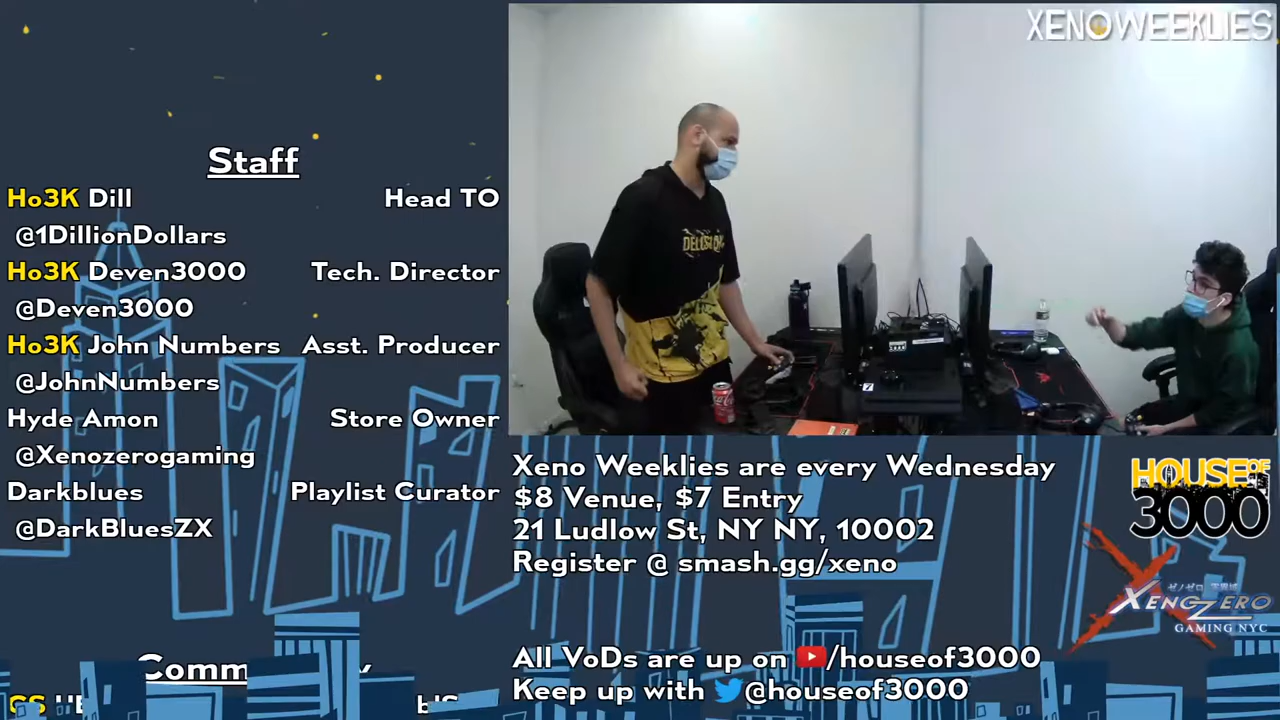 XENOWEEKLIES
Staff
Ho3K Dill Head TO
@1DillionDollars
Ho3K Deven3000 Tech. Director
@Deven3000
Ho3K John Numbers Asst. Producer
@JohnNumbers
Hyde Amon Store Owner
@Xenozerogaming
Darkblues Playlist Curator
@DarkBluesZX
Xeno Weeklies are every Wednesday
$8 Venue, $7 Entry
21 Ludlow St, NY NY, 10002
Register @ smash.gg/xeno
HOUSE OF
3000
XENOZERO
GAMING NYC
All VoDs are up on /houseof3000
Keep up with @houseof3000